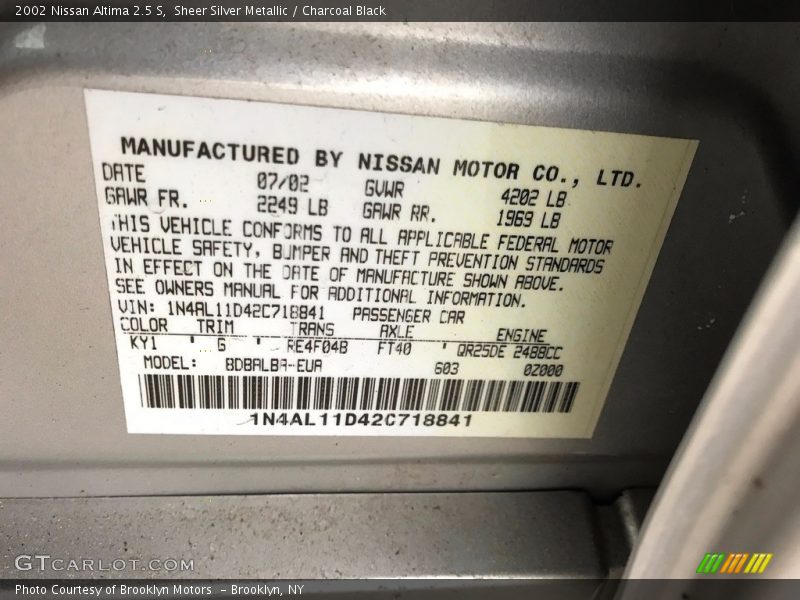 2002 Nissan Altima 2.5 S, Sheer Silver Metallic / Charcoal Black
MANUFACTURED BY NISSAN MOTOR CO., LTD.
DATE 07/02 GVWR 4202 LB
GAWR FR. 2249 LB GAWR RR. 1969 LB
THIS VEHICLE CONFORMS TO ALL APPLICABLE FEDERAL MOTOR
VEHICLE SAFETY, BUMPER AND THEFT PREVENTION STANDARDS
IN EFFECT ON THE DATE OF MANUFACTURE SHOWN ABOVE.
SEE OWNERS MANUAL FOR ADDITIONAL INFORMATION.
VIN: 1N4AL11D42C718841 PASSENGER CAR
COLOR TRIM TRANS AXLE ENGINE
KY1 ' G ' RE4F04B FT40 ' QR25DE 2488CC
MODEL: BDBALBA-EUA 603 0Z000
1N4AL11D42C718841
GTCARLOT.COM
Photo Courtesy of Brooklyn Motors - Brooklyn, NY